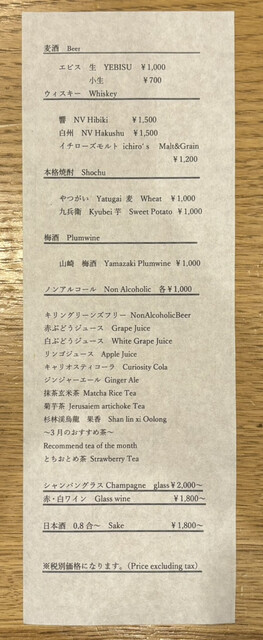 麦酒 Beer
エビス 生 YEBISU ¥1,000
小生 ¥700
ウィスキー Whiskey
響 NV Hibiki ¥1,500
白州 NV Hakushu ¥1,500
イチローズモルト ichiro's Malt&Grain
¥1,200
本格焼酎 Shochu
やつがい Yatugai 麦 Wheat ¥1,000
九兵衛 Kyubei 芋 Sweet Potato ¥1,000
梅酒 Plumwine
山崎 梅酒 Yamazaki Plumwine ¥1,000
ノンアルコール Non Alcoholic 各¥1,000
キリングリーンズフリー NonAlcoholicBeer
赤ぶどうジュース Grape Juice
白ぶどうジュース White Grape Juice
リンゴジュース Apple Juice
キャリオスティコーラ Curiosity Cola
ジンジャーエール Ginger Ale
抹茶玄米茶 Matcha Rice Tea
菊芋茶 Jerusaiem artichoke Tea
杉林渓烏龍 果香 Shan lin xi Oolong
～3月のおすすめ茶～
Recommend tea of the month
とちおとめ茶 Strawberry Tea
シャンパングラス Champagne glass¥2,000～
赤・白ワイン Glass wine ¥1,800～
日本酒 0.8合～ Sake ¥1,800～
※税別価格になります。(Price excluding tax)